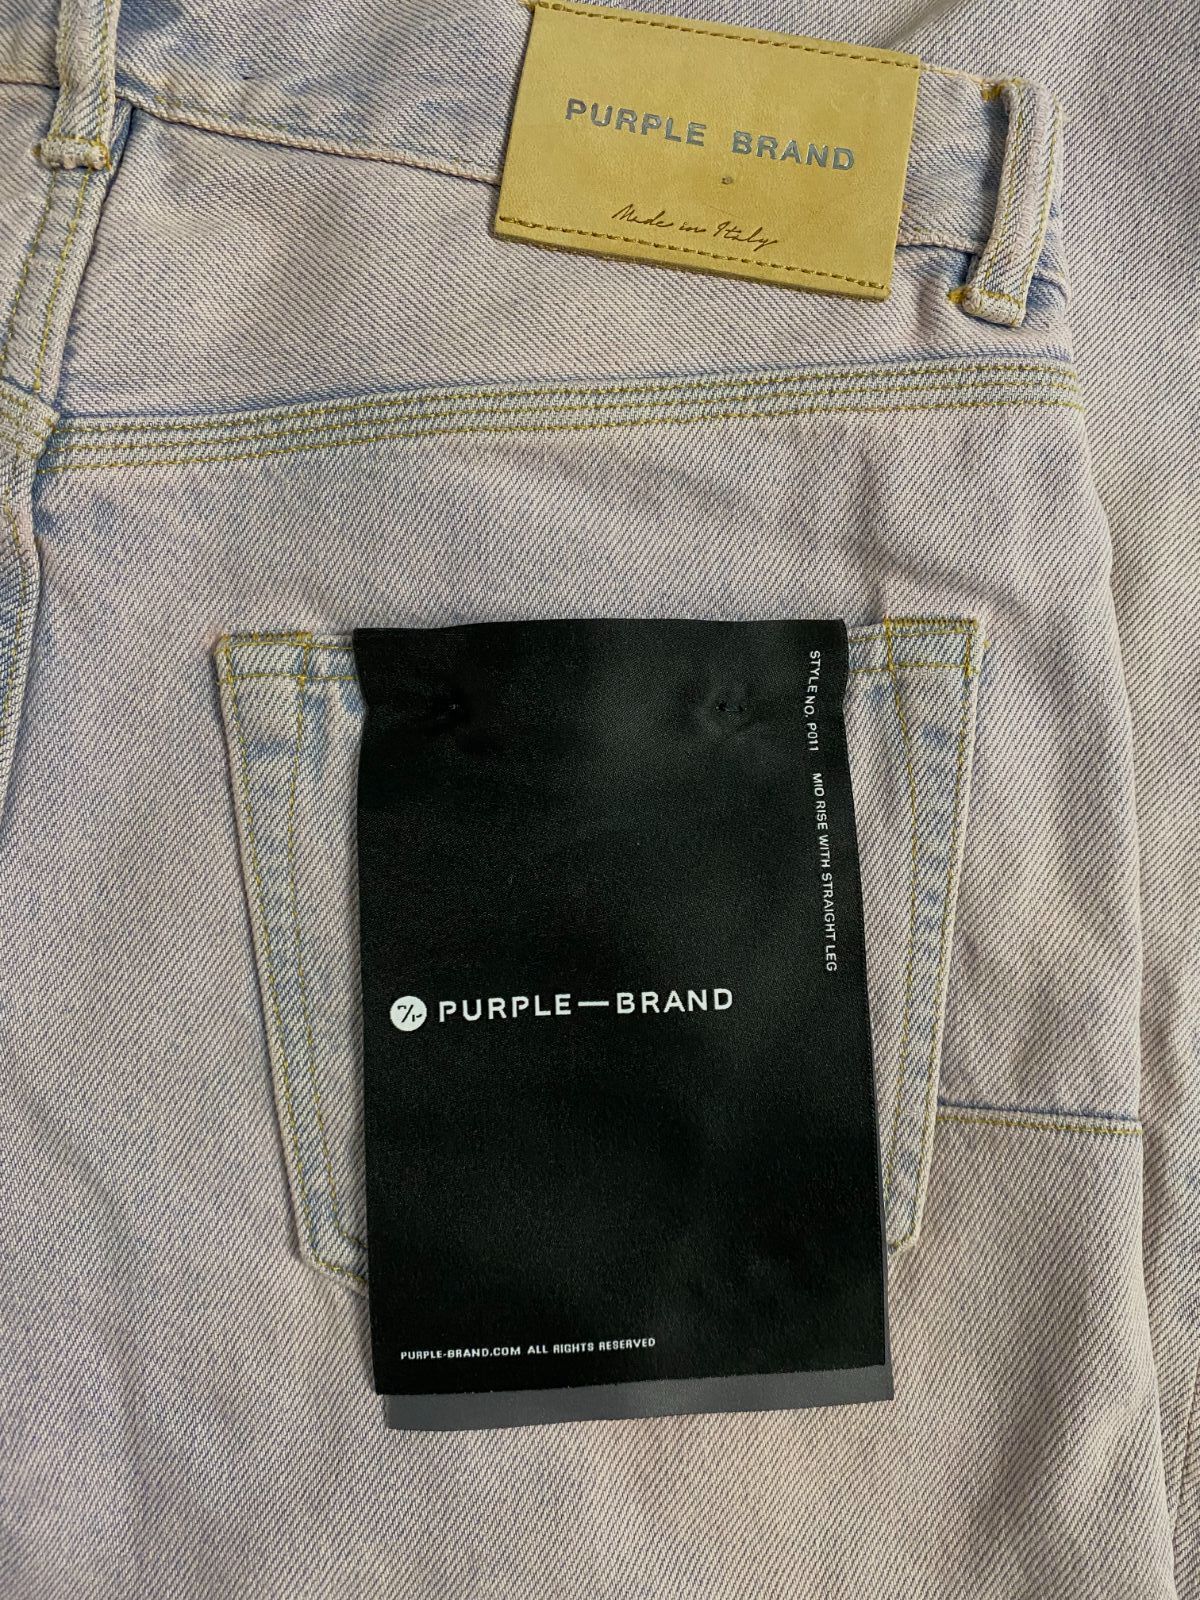 PURPLE BRAND
Made in Italy
STYLE NO. P011 MID RISE WITH STRAIGHT LEG
PURPLE—BRAND
PURPLE-BRAND.COM ALL RIGHTS RESERVED